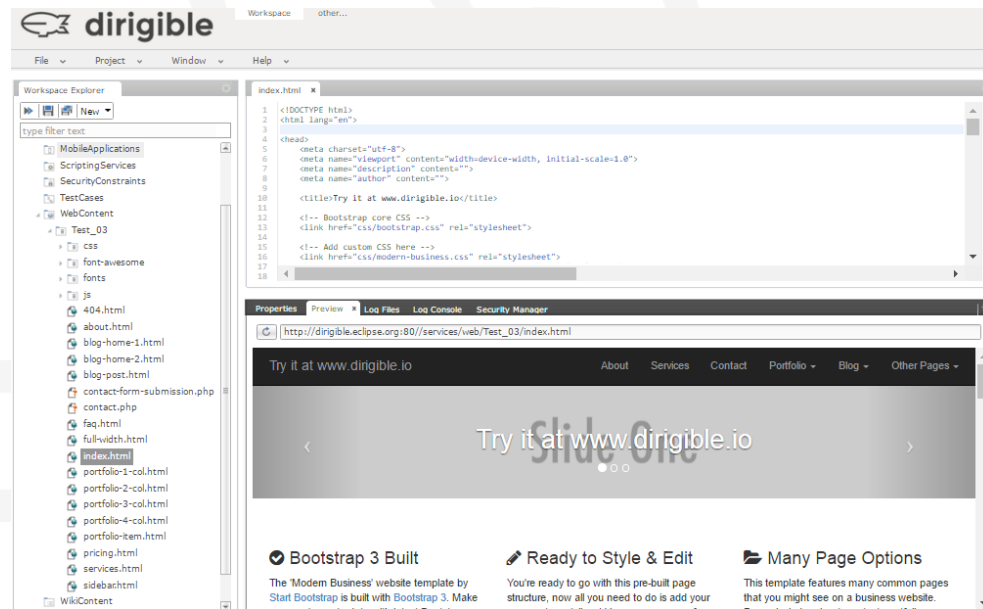 dirigible
Workspace other...
File Project Window Help
Workspace Explorer
New
type filter text
MobileApplications
ScriptingServices
SecurityConstraints
TestCases
WebContent
Test_03
css
font-awesome
fonts
js
404.html
about.html
blog-home-1.html
blog-home-2.html
blog-post.html
contact-form-submission.php
contact.php
faq.html
full-width.html
index.html
portfolio-1-col.html
portfolio-2-col.html
portfolio-3-col.html
portfolio-4-col.html
portfolio-item.html
pricing.html
services.html
sidebar.html
WikiContent
index.html
1 <!DOCTYPE html>
2 <html lang="en">
3
4 <head>
5 <meta charset="utf-8">
6 <meta name="viewport" content="width=device-width, initial-scale=1.0">
7 <meta name="description" content="">
8 <meta name="author" content="">
9
10 <title>Try it at www.dirigible.io</title>
11
12 <!-- Bootstrap core CSS -->
13 <link href="css/bootstrap.css" rel="stylesheet">
14
15 <!-- Add custom CSS here -->
16 <link href="css/modern-business.css" rel="stylesheet">
17
18
Properties Preview Log Files Log Console Security Manager
http://dirigible.eclipse.org:80//services/web/Test_03/index.html
Try it at www.dirigible.io About Services Contact Portfolio Blog Other Pages
Slide One
Try it at www.dirigible.io
Bootstrap 3 Built
The 'Modern Business' website template by
Start Bootstrap is built with Bootstrap 3. Make
Ready to Style & Edit
You're ready to go with this pre-built page
structure, now all you need to do is add your
Many Page Options
This template features many common pages
that you might see on a business website.